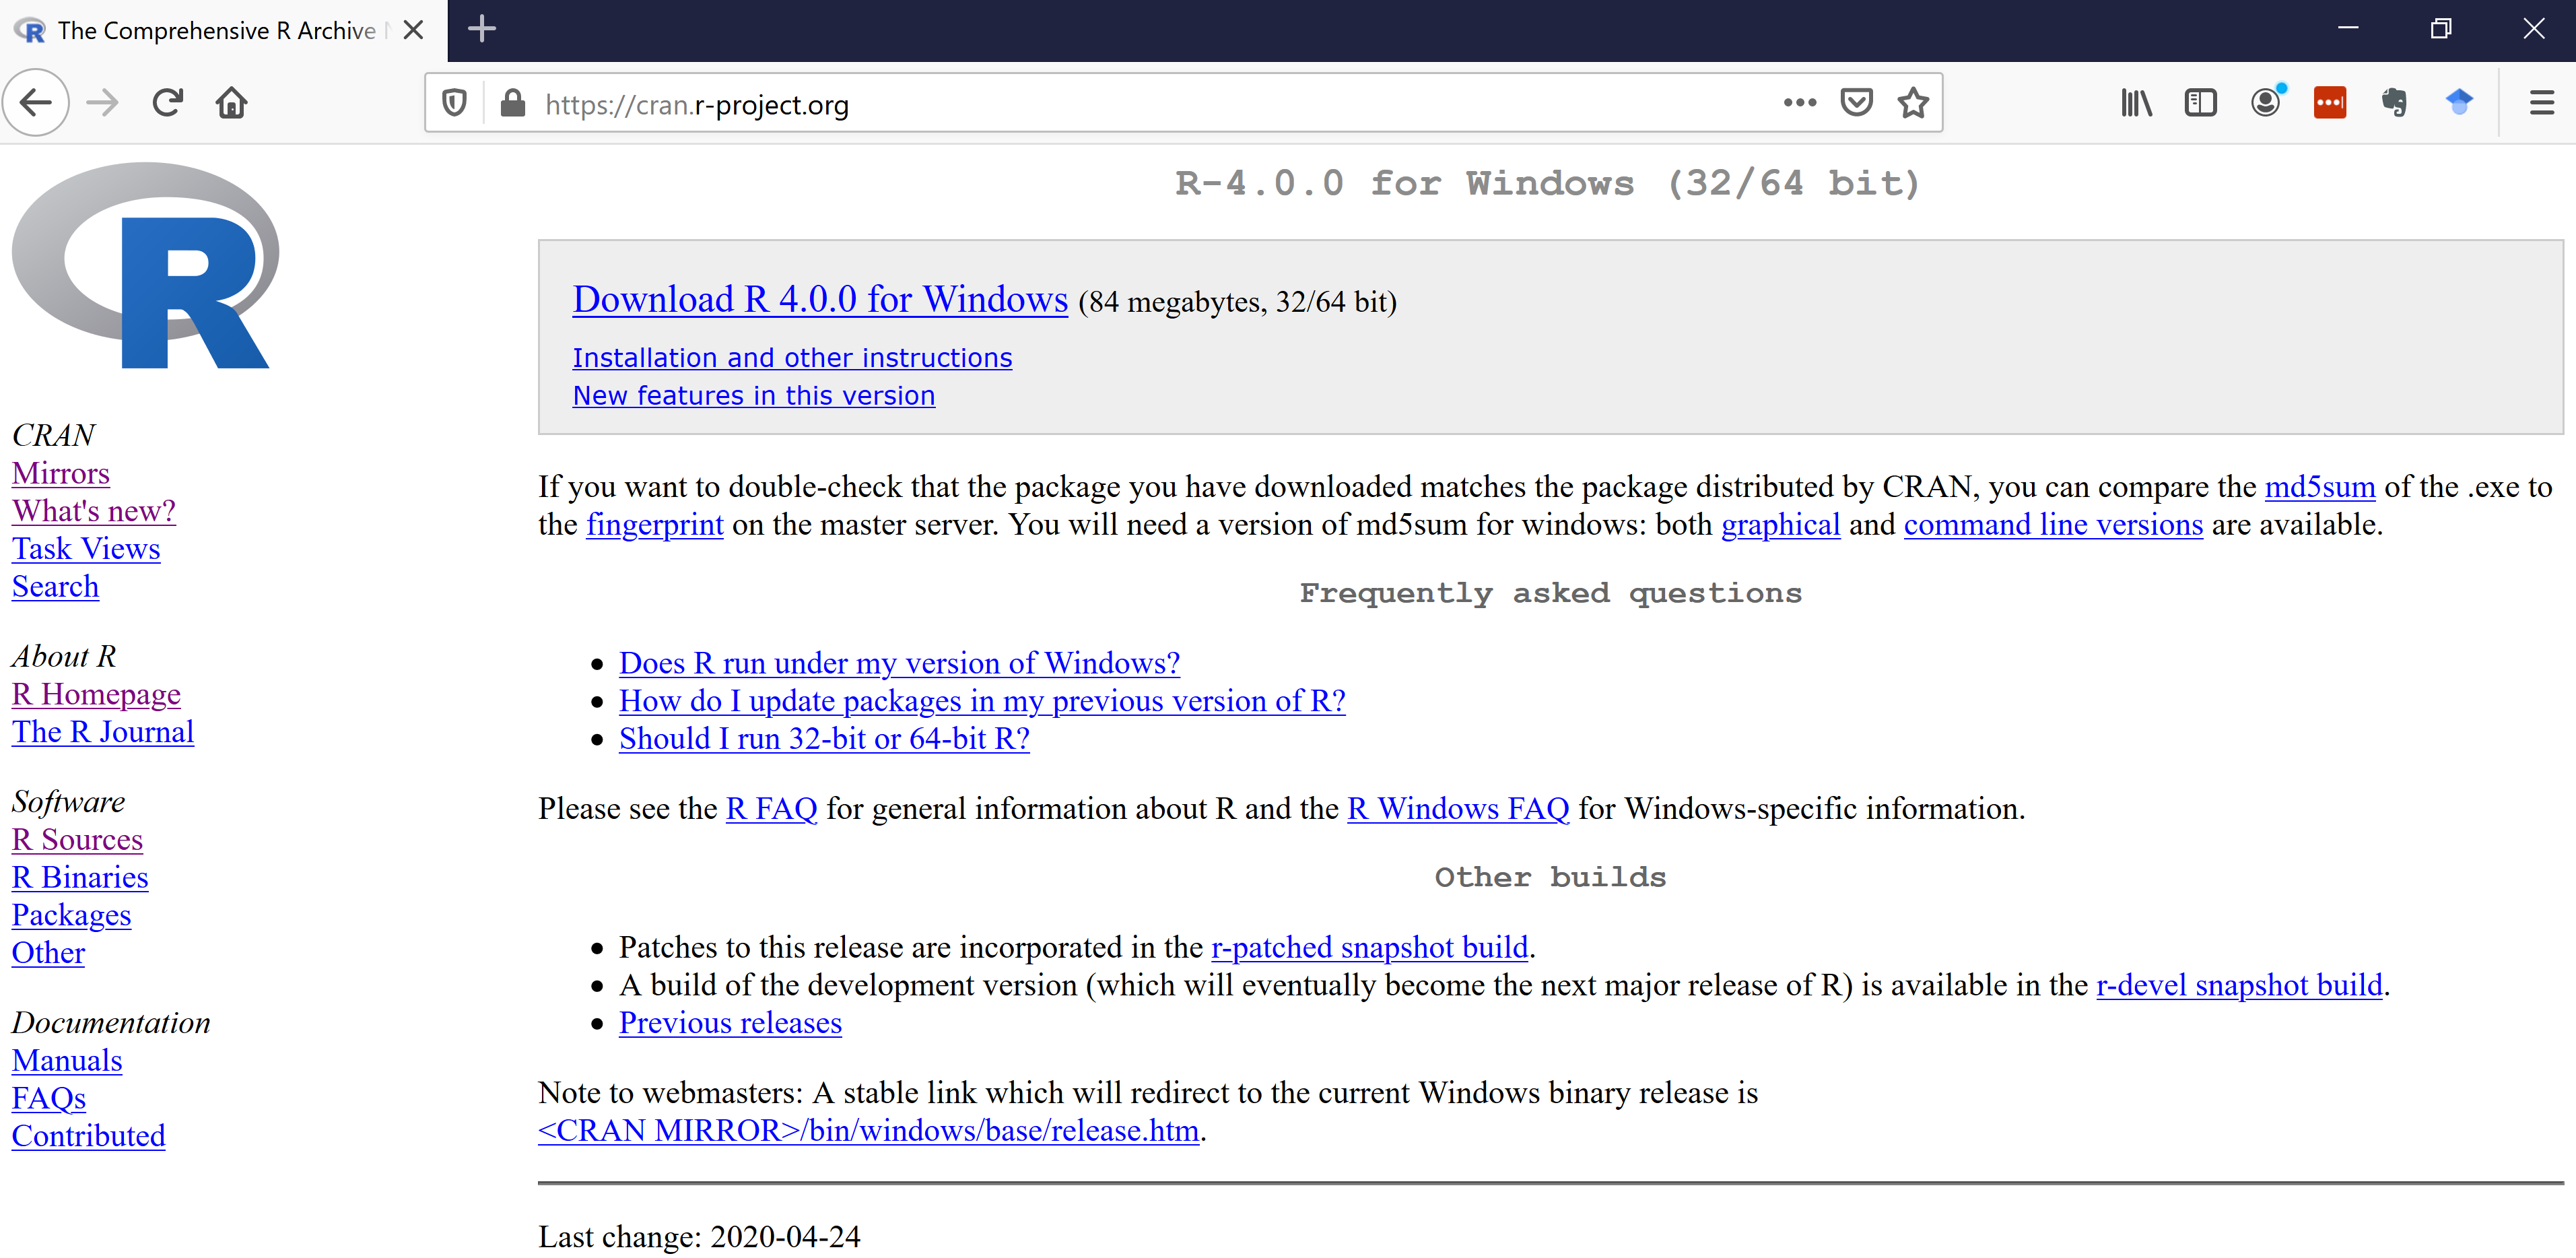 The Comprehensive R Archive
https://cran.r-project.org
R
CRAN
Mirrors
What's new?
Task Views
Search
About R
R Homepage
The R Journal
Software
R Sources
R Binaries
Packages
Other
Documentation
Manuals
FAQs
Contributed
R-4.0.0 for Windows (32/64 bit)
Download R 4.0.0 for Windows (84 megabytes, 32/64 bit)
Installation and other instructions
New features in this version
If you want to double-check that the package you have downloaded matches the package distributed by CRAN, you can compare the md5sum of the .exe to
the fingerprint on the master server. You will need a version of md5sum for windows: both graphical and command line versions are available.
Frequently asked questions
• Does R run under my version of Windows?
• How do I update packages in my previous version of R?
• Should I run 32-bit or 64-bit R?
Please see the R FAQ for general information about R and the R Windows FAQ for Windows-specific information.
Other builds
• Patches to this release are incorporated in the r-patched snapshot build.
• A build of the development version (which will eventually become the next major release of R) is available in the r-devel snapshot build.
• Previous releases
Note to webmasters: A stable link which will redirect to the current Windows binary release is
<CRAN MIRROR>/bin/windows/base/release.htm.
Last change: 2020-04-24